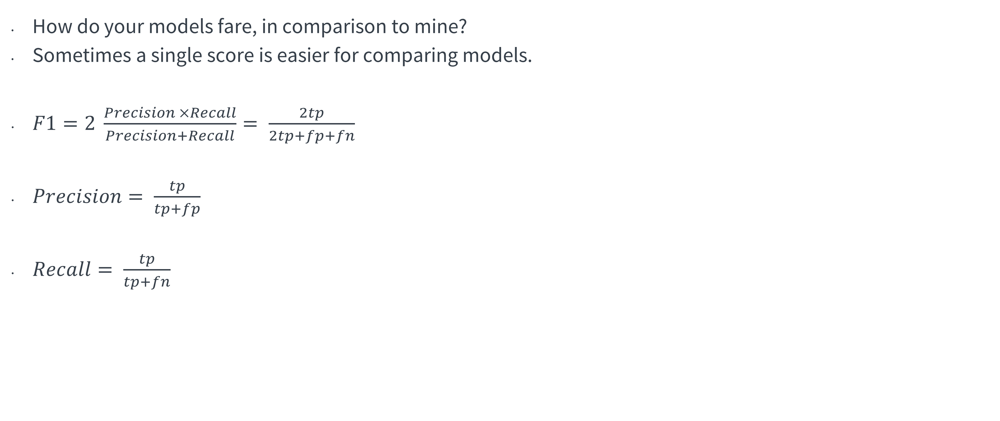 . How do your models fare, in comparison to mine?
. Sometimes a single score is easier for comparing models.
. F1 = 2 \frac{Precision ×Recall}{Precision+Recall} = \frac{2tp}{2tp+fp+fn}
. Precision = \frac{tp}{tp+fp}
. Recall = \frac{tp}{tp+fn}